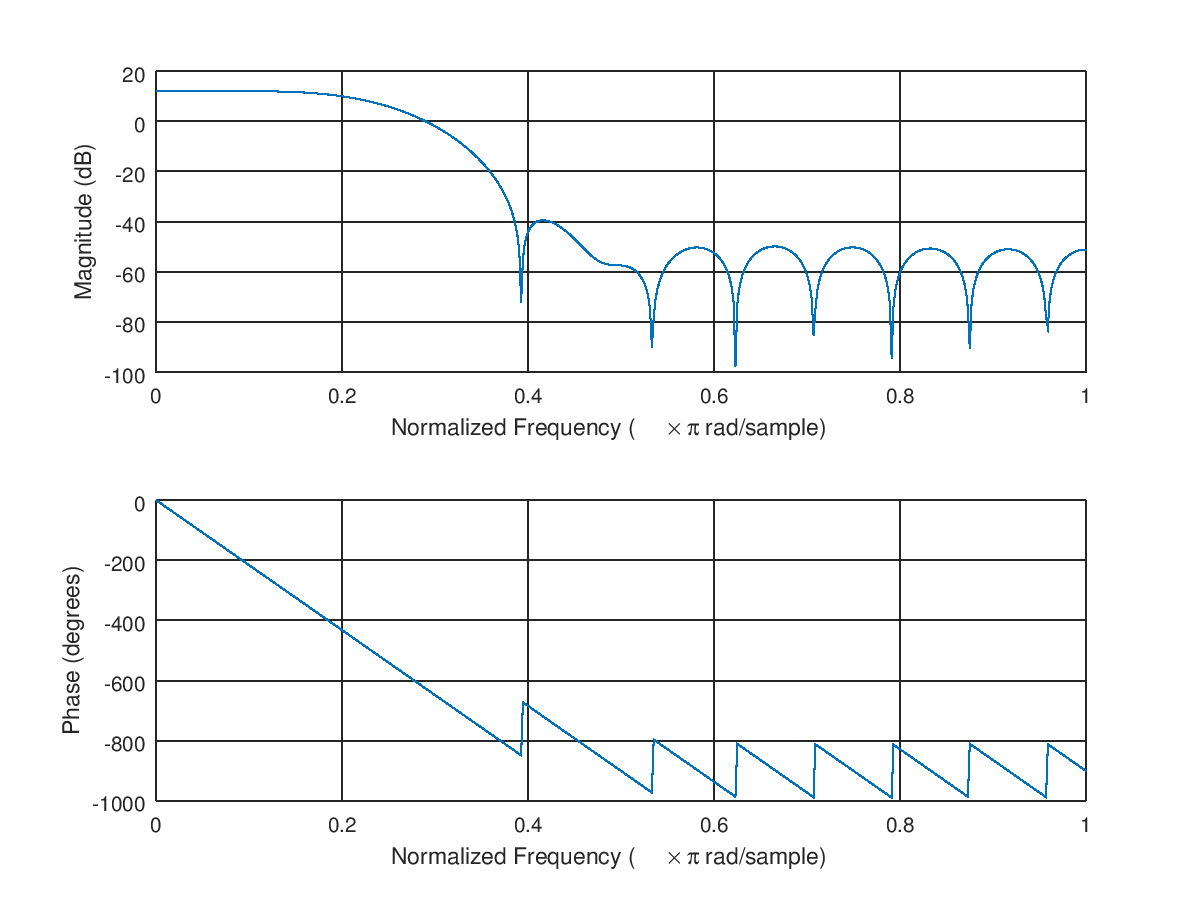 20
0
-20
-40
-60
-80
-100
Magnitude (dB)
0 0.2 0.4 0.6 0.8 1
Normalized Frequency ( × π rad/sample)
0
-200
-400
-600
-800
-1000
Phase (degrees)
0 0.2 0.4 0.6 0.8 1
Normalized Frequency ( × π rad/sample)